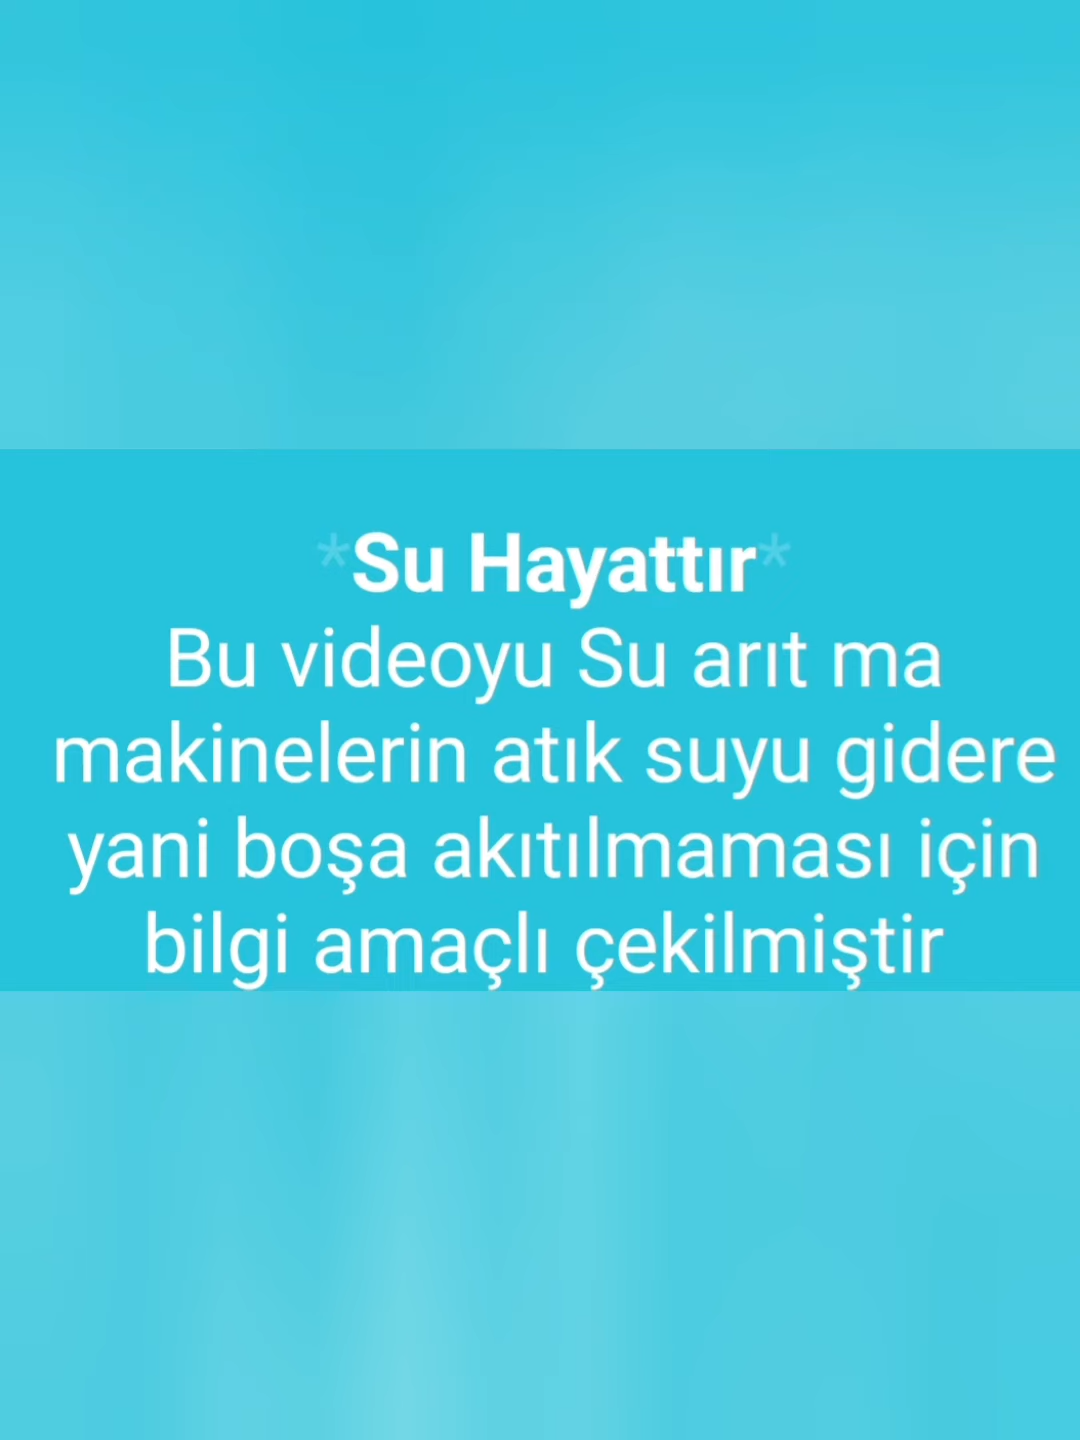 *Su Hayattır*
Bu videoyu Su arıt ma
makinelerin atık suyu gidere
yani boşa akıtılmaması için
bilgi amaçlı çekilmiştir